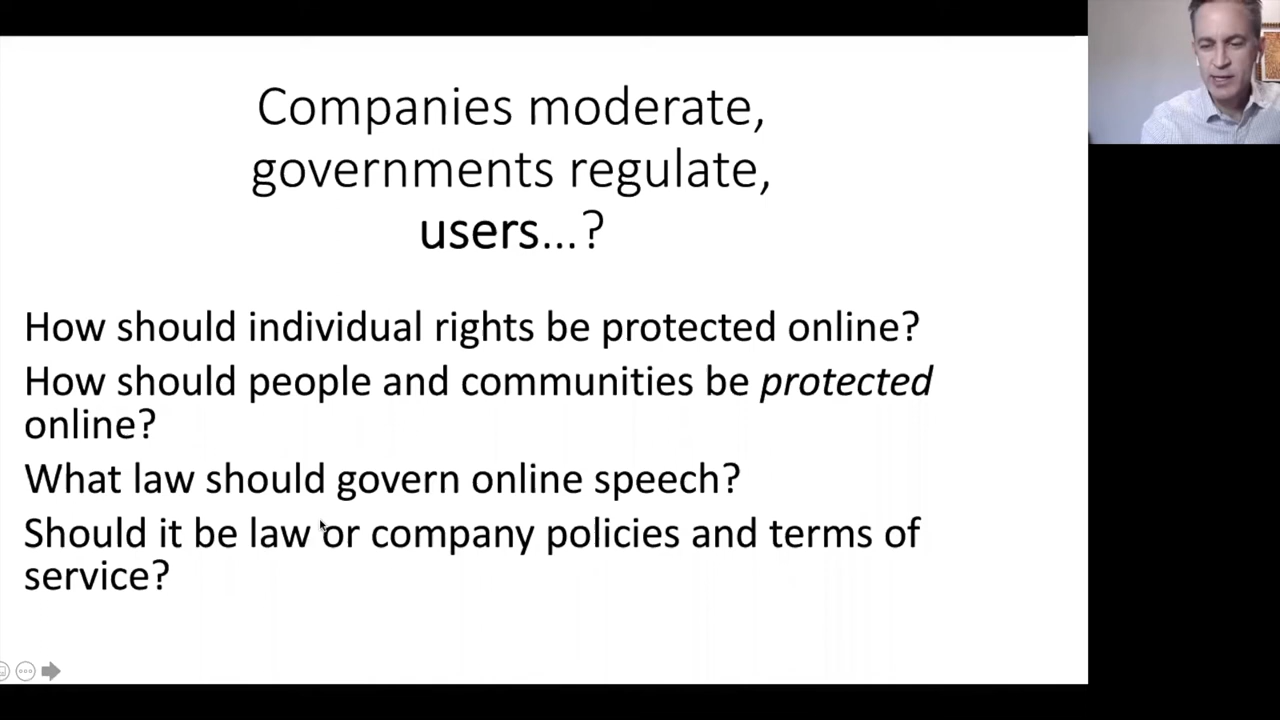 Companies moderate,
governments regulate,
users…?
How should individual rights be protected online?
How should people and communities be protected
online?
What law should govern online speech?
Should it be law or company policies and terms of
service?